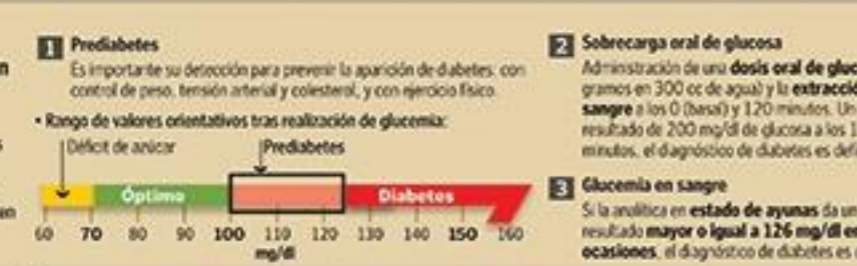 1 Prediabetes
Es importante su detección para prevenir la aparición de diabetes: con
control de peso, tensión arterial y colesterol, y con ejercicio físico.
• Rango de valores orientativos tras realización de glucemia:
Déficit de azúcar
Prediabetes
Óptimo
Diabetes
60 70 80 90 100 110 120 130 140 150 160
mg/dl
2 Sobrecarga oral de glucosa
Administración de una dosis oral de gluc
gramos en 300 cc de agua) y la extracció
sangre a los 0 (basal) y 120 minutos. Un
resultado de 200 mg/dl de glucosa a los 1
minutos, el diagnóstico de diabetes es defi
3 Glucemia en sangre
Si la analítica en estado de ayunas da un
resultado mayor o igual a 126 mg/dl en
ocasiones, el diagnóstico de diabetes es